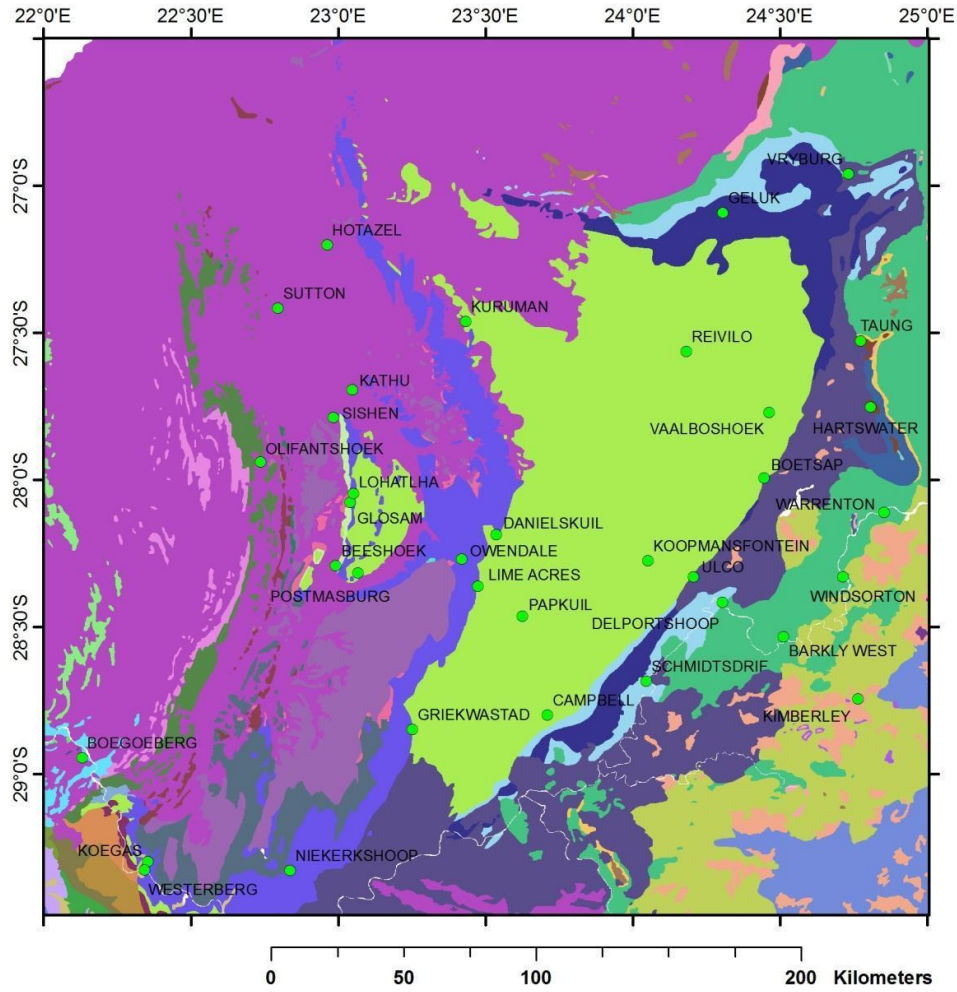 22°0'E 22°30'E 23°0'E 23°30'E 24°0'E 24°30'E 25°0'E
27°0'S
27°30'S
28°0'S
28°30'S
29°0'S
VRYBURG
GELUK
HOTAZEL
SUTTON
KURUMAN
TAUNG
REIVILO
KATHU
SISHEN
VAALBOSHOEK
HARTSWATER
OLIFANTSHOEK
BOETSAP
LOHATLHA
GLOSAM
WARRENTON
DANIELSKUIL
BEESHOEK
OWENDALE
KOOPMANSFONTEIN
ULCO
LIME ACRES
POSTMASBURG
WINDSORTON
PAPKUIL
DELPORTSHOOP
BARKLY WEST
SCHMIDTSDRIF
CAMPBELL
GRIEKWASTAD
KIMBERLEY
BOEGOEBERG
KOEGAS
NIEKERKSHOOP
WESTERBERG
0 50 100 200 Kilometers